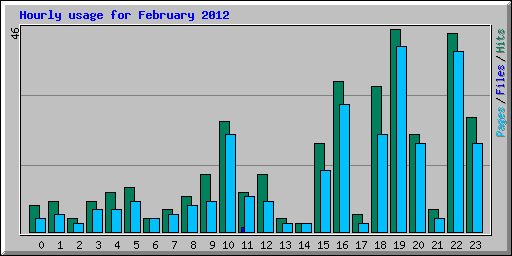 Hourly usage for February 2012
46
Pages/Files/Hits
0 1 2 3 4 5 6 7 8 9 10 11 12 13 14 15 16 17 18 19 20 21 22 23